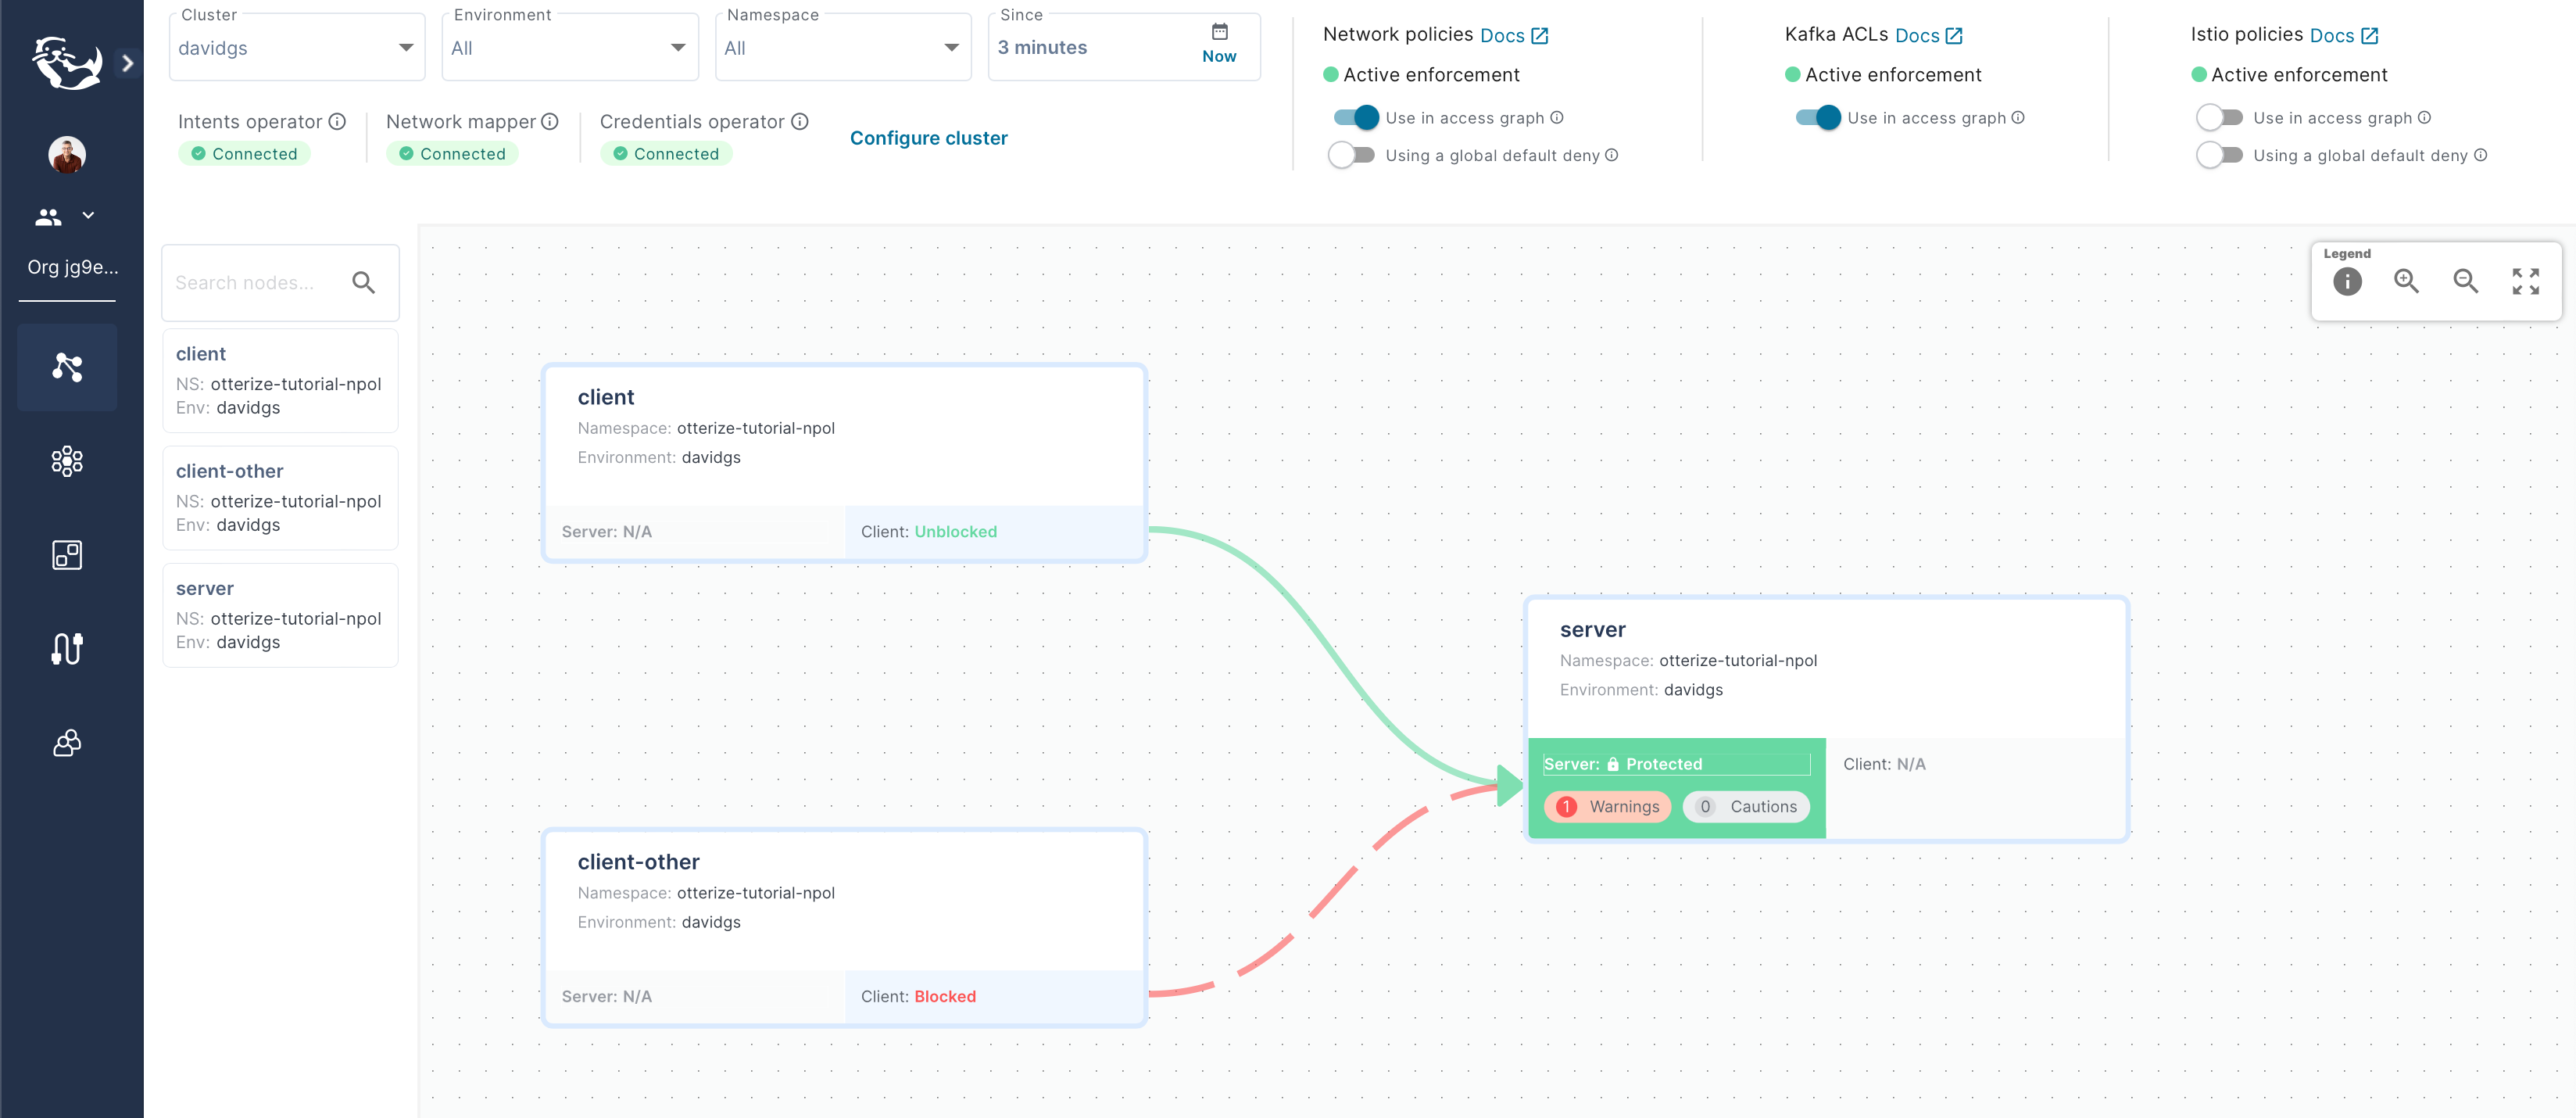 Cluster
davidgs
Environment
All
Namespace
All
Since
3 minutes
Now
Intents operator
Connected
Network mapper
Connected
Credentials operator
Connected
Configure cluster
Network policies Docs
Active enforcement
Use in access graph
Using a global default deny
Kafka ACLs Docs
Active enforcement
Use in access graph
Istio policies Docs
Active enforcement
Use in access graph
Using a global default deny
Org jg9e...
Search nodes...
client
NS: otterize-tutorial-npol
Env: davidgs
client-other
NS: otterize-tutorial-npol
Env: davidgs
server
NS: otterize-tutorial-npol
Env: davidgs
Legend
client
Namespace: otterize-tutorial-npol
Environment: davidgs
Server: N/A
Client: Unblocked
client-other
Namespace: otterize-tutorial-npol
Environment: davidgs
Server: N/A
Client: Blocked
server
Namespace: otterize-tutorial-npol
Environment: davidgs
Server: Protected
1 Warnings
0 Cautions
Client: N/A